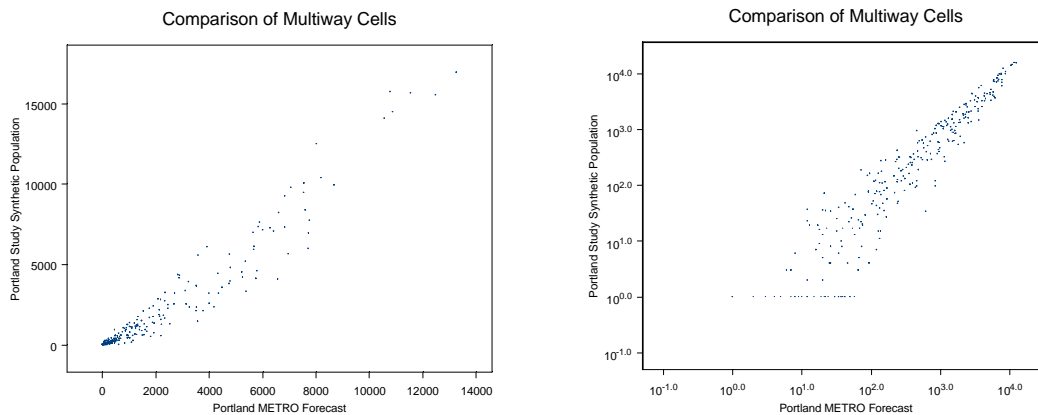 Comparison of Multiway Cells
Portland Study Synthetic Population
15000
10000
5000
0
0 2000 4000 6000 8000 10000 12000 14000
Portland METRO Forecast
Comparison of Multiway Cells
Portland Study Synthetic Population
10^4.0
10^3.0
10^2.0
10^1.0
10^0.0
10^-1.0
10^-1.0 10^0.0 10^1.0 10^2.0 10^3.0 10^4.0
Portland METRO Forecast